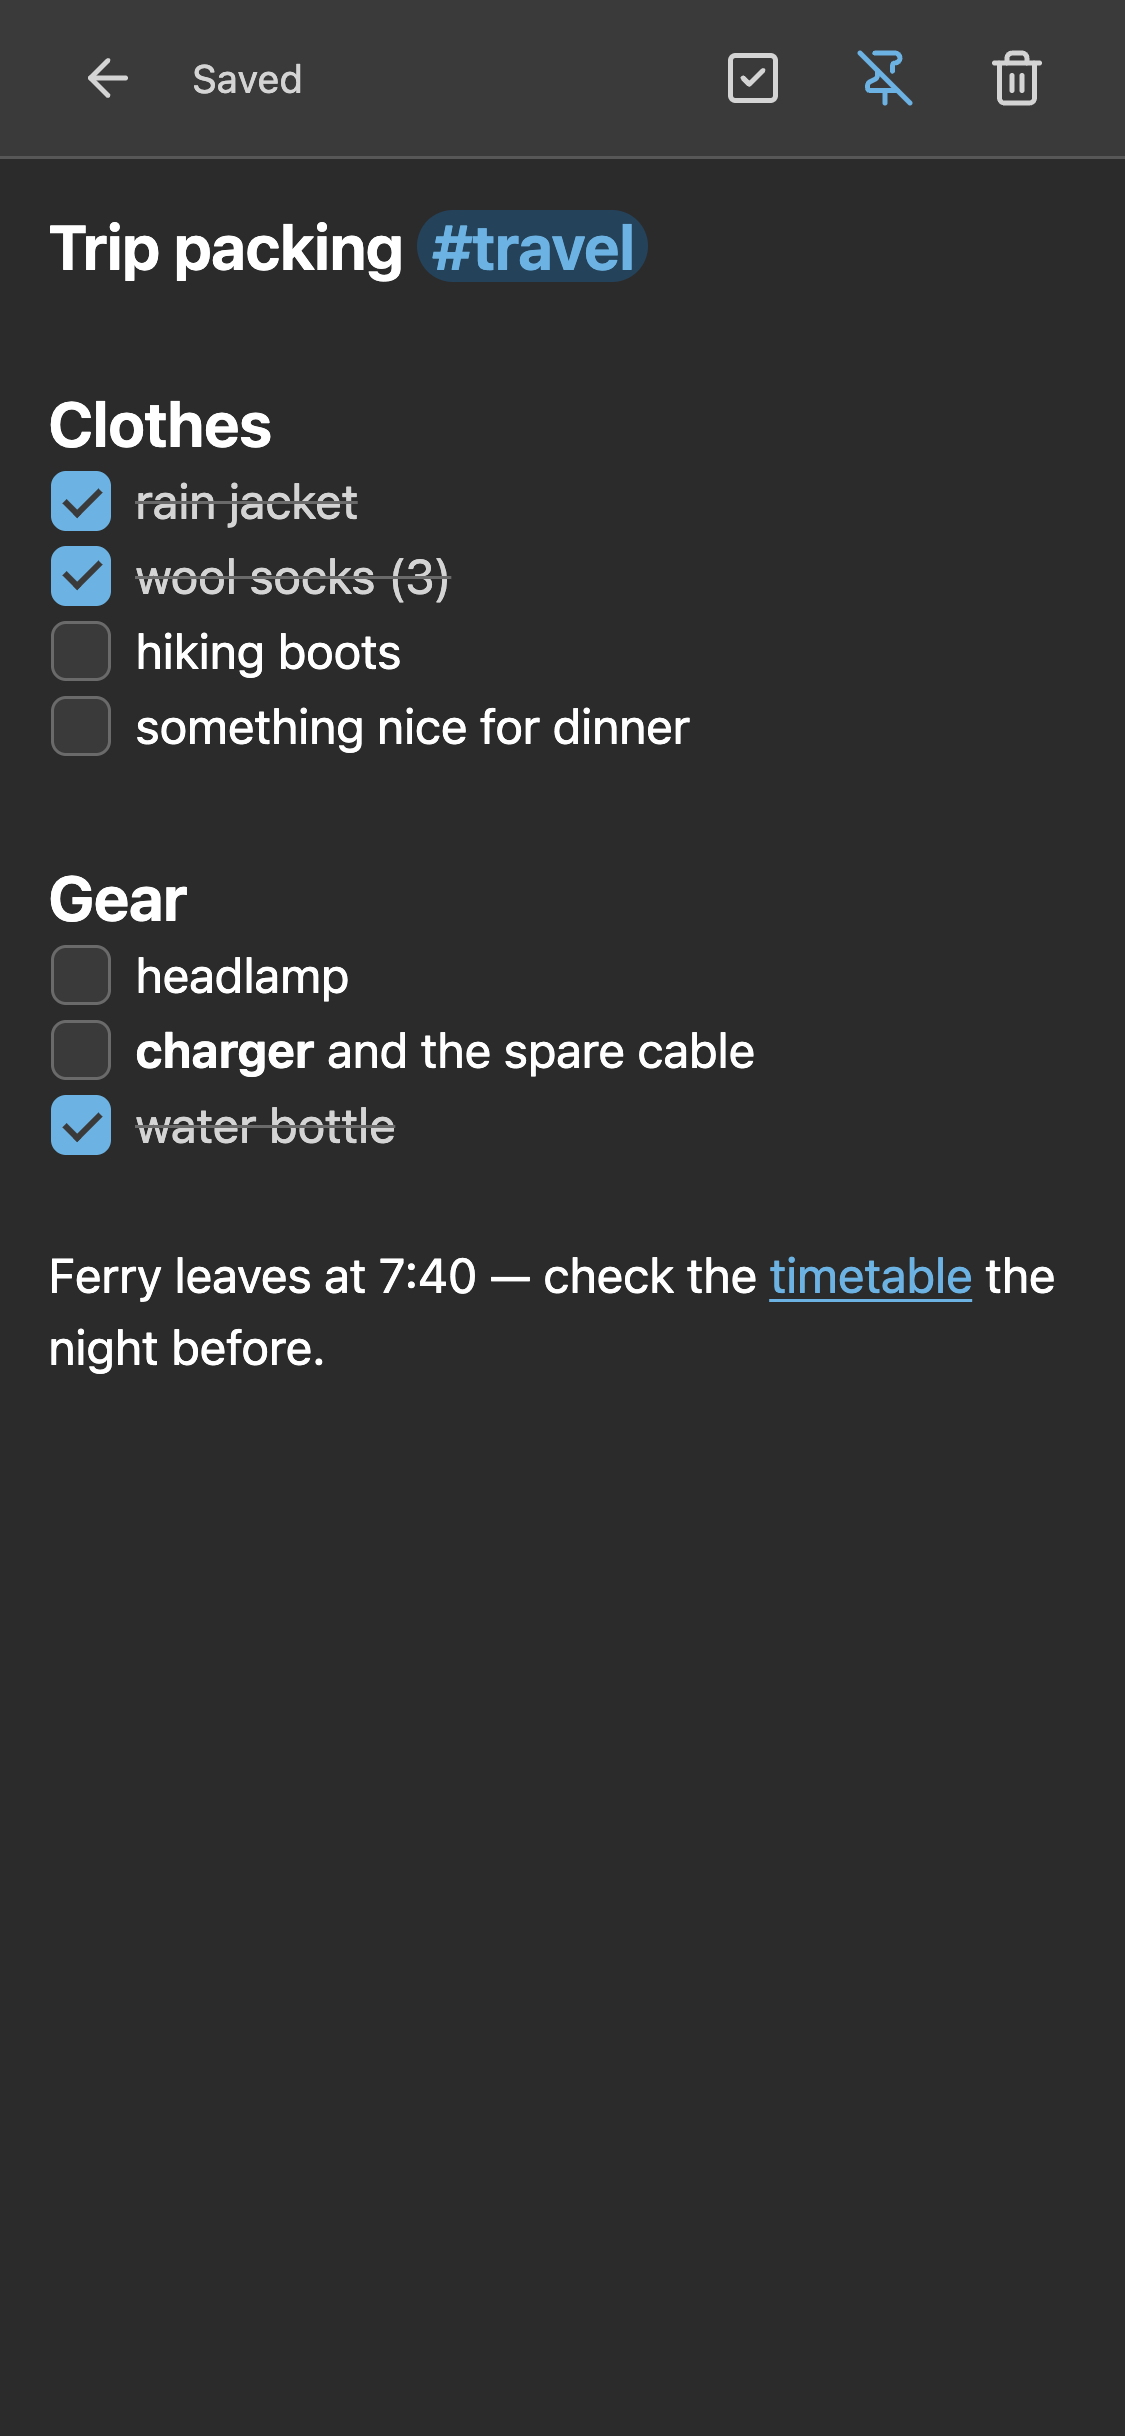 Saved
Trip packing #travel
Clothes
rain jacket
wool socks (3)
hiking boots
something nice for dinner
Gear
headlamp
charger and the spare cable
water bottle
Ferry leaves at 7:40 — check the timetable the
night before.